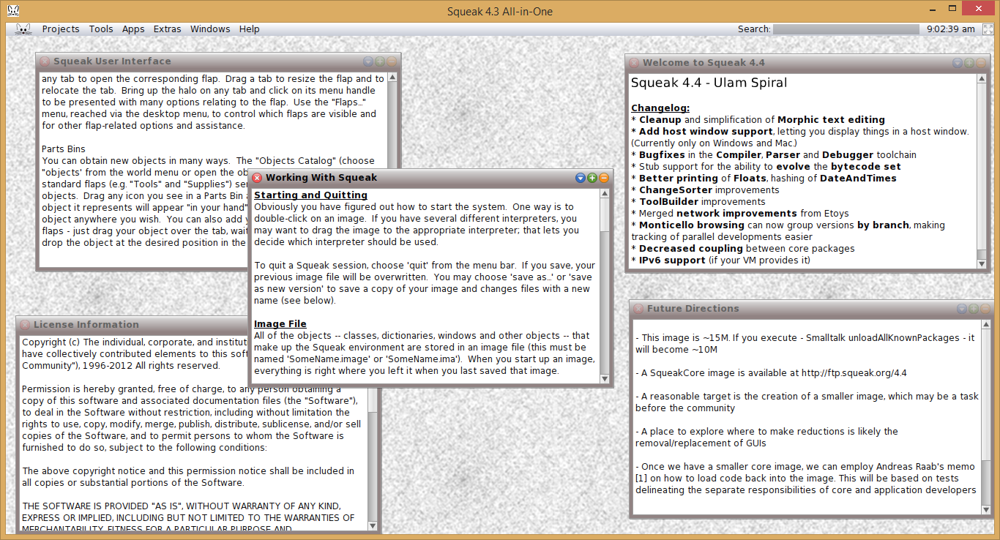 Squeak 4.3 All-in-One
Projects Tools Apps Extras Windows Help
Search:
9:02:39 am
Squeak User Interface
any tab to open the corresponding flap. Drag a tab to resize the flap and to
relocate the tab. Bring up the halo on any tab and click on its menu handle
to be presented with many options relating to the flap. Use the "Flaps..."
menu, reached via the desktop menu, to control which flaps are visible and
for other flap-related options and assistance.
Parts Bins
You can obtain new objects in many ways. The "Objects Catalog" (choose
"objects' from the world menu or open the
standard flaps (e.g. "Tools" and "Supplies")
objects. Drag any icon you see in a Parts Bin
object it represents will appear "in your hand"
object anywhere you wish. You can also add
flaps - just drag your object over the tab,
drop the object at the desired position in the
Welcome to Squeak 4.4
Squeak 4.4 - Ulam Spiral
Changelog:
* Cleanup and simplification of Morphic text editing
* Add host window support, letting you display things in a host window.
(Currently only on Windows and Mac.)
* Bugfixes in the Compiler, Parser and Debugger toolchain
* Stub support for the ability to evolve the bytecode set
* Better printing of Floats, hashing of DateAndTimes
* ChangeSorter improvements
* ToolBuilder improvements
* Merged network improvements from Etoys
* Monticello browsing can now group versions by branch, making
tracking of parallel developments easier
* Decreased coupling between core packages
* IPv6 support (if your VM provides it)
Working With Squeak
Starting and Quitting
Obviously you have figured out how to start the system. One way is to
double-click on an image. If you have several different interpreters, you
may want to drag the image to the appropriate interpreter; that lets you
decide which interpreter should be used.
To quit a Squeak session, choose 'quit' from the menu bar. If you save, your
previous image file will be overwritten. You may choose 'save as...' or 'save
as new version' to save a copy of your image and changes files with a new
name (see below).
Image File
All of the objects -- classes, dictionaries, windows and other objects -- that
make up the Squeak environment are stored in an image file (this must be
named 'SomeName.image' or 'SomeName.ima'). When you start up an image,
everything is right where you left it when you last saved that image.
License Information
Copyright (c) The individual, corporate, and
have collectively contributed elements to this
Community"), 1996-2012 All rights reserved.
Permission is hereby granted, free of charge, to any person obtaining a
copy of this software and associated documentation files (the "Software"),
to deal in the Software without restriction, including without limitation the
rights to use, copy, modify, merge, publish, distribute, sublicense, and/or sell
copies of the Software, and to permit persons to whom the Software is
furnished to do so, subject to the following conditions:
The above copyright notice and this permission notice shall be included in
all copies or substantial portions of the Software.
THE SOFTWARE IS PROVIDED "AS IS", WITHOUT WARRANTY OF ANY KIND,
EXPRESS OR IMPLIED, INCLUDING BUT NOT LIMITED TO THE WARRANTIES OF
MERCHANTABILITY, FITNESS FOR A PARTICULAR PURPOSE AND
Future Directions
- This image is ~15M. If you execute - Smalltalk unloadAllKnownPackages - it
will become ~10M
- A SqueakCore image is available at http://ftp.squeak.org/4.4
- A reasonable target is the creation of a smaller image, which may be a task
before the community
- A place to explore where to make reductions is likely the
removal/replacement of GUIs
- Once we have a smaller core image, we can employ Andreas Raab's memo
[1] on how to load code back into the image. This will be based on tests
delineating the separate responsibilities of core and application developers